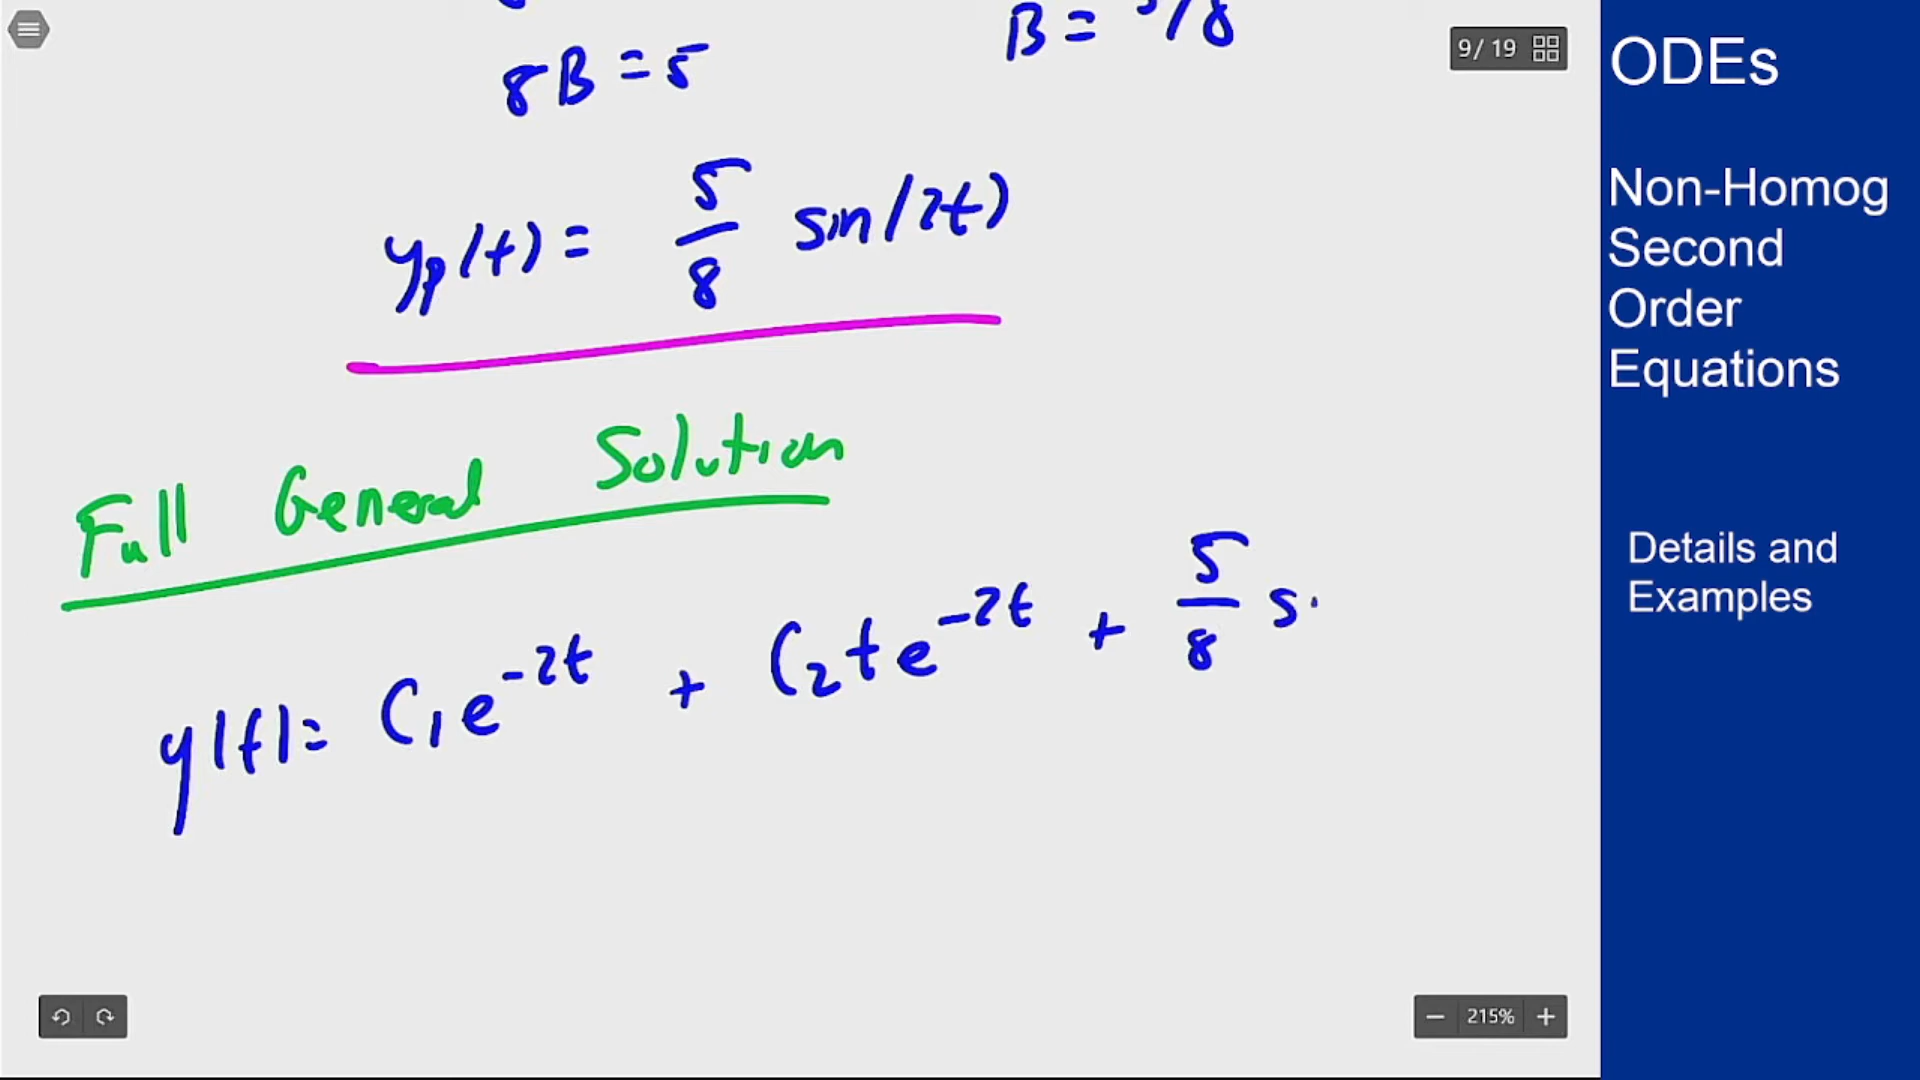 B = 5/8
9 / 19
8B = 5
y_p(t) = 5/8 sin(2t)
Full General Solution
y(t) = C₁e^{-2t} + C₂te^{-2t} + 5/8 s
215%
ODEs
Non-Homog
Second
Order
Equations
Details and
Examples